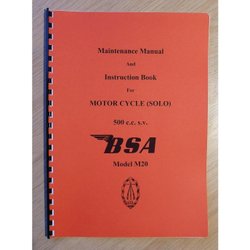 Maintenance Manual
And
Instruction Book
For
MOTOR CYCLE (SOLO)
500 c.c. s.v.
BSA
Model M20